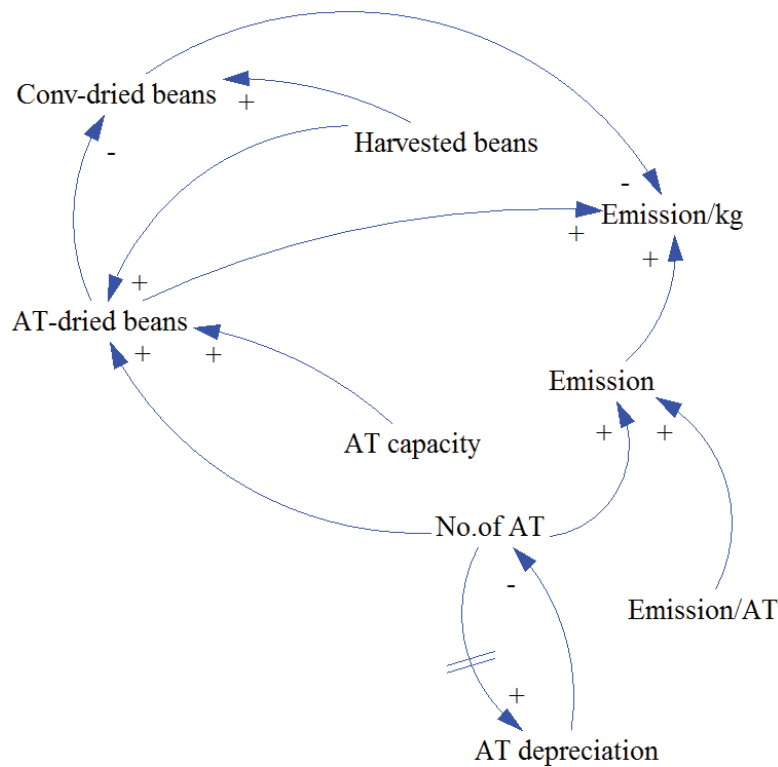 Conv-dried beans
+
Harvested beans
-
-
Emission/kg
+
+
+
AT-dried beans
+
+
Emission
+
+
AT capacity
No.of AT
-
Emission/AT
+
AT depreciation